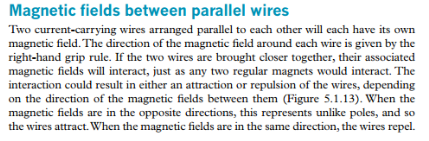 Magnetic fields between parallel wires
Two current-carrying wires arranged parallel to each other will each have its own
magnetic field. The direction of the magnetic field around each wire is given by the
right-hand grip rule. If the two wires are brought closer together, their associated
magnetic fields will interact, just as any two regular magnets would interact. The
interaction could result in either an attraction or repulsion of the wires, depending
on the direction of the magnetic fields between them (Figure 5.1.13). When the
magnetic fields are in the opposite directions, this represents unlike poles, and so
the wires attract. When the magnetic fields are in the same direction, the wires repel.